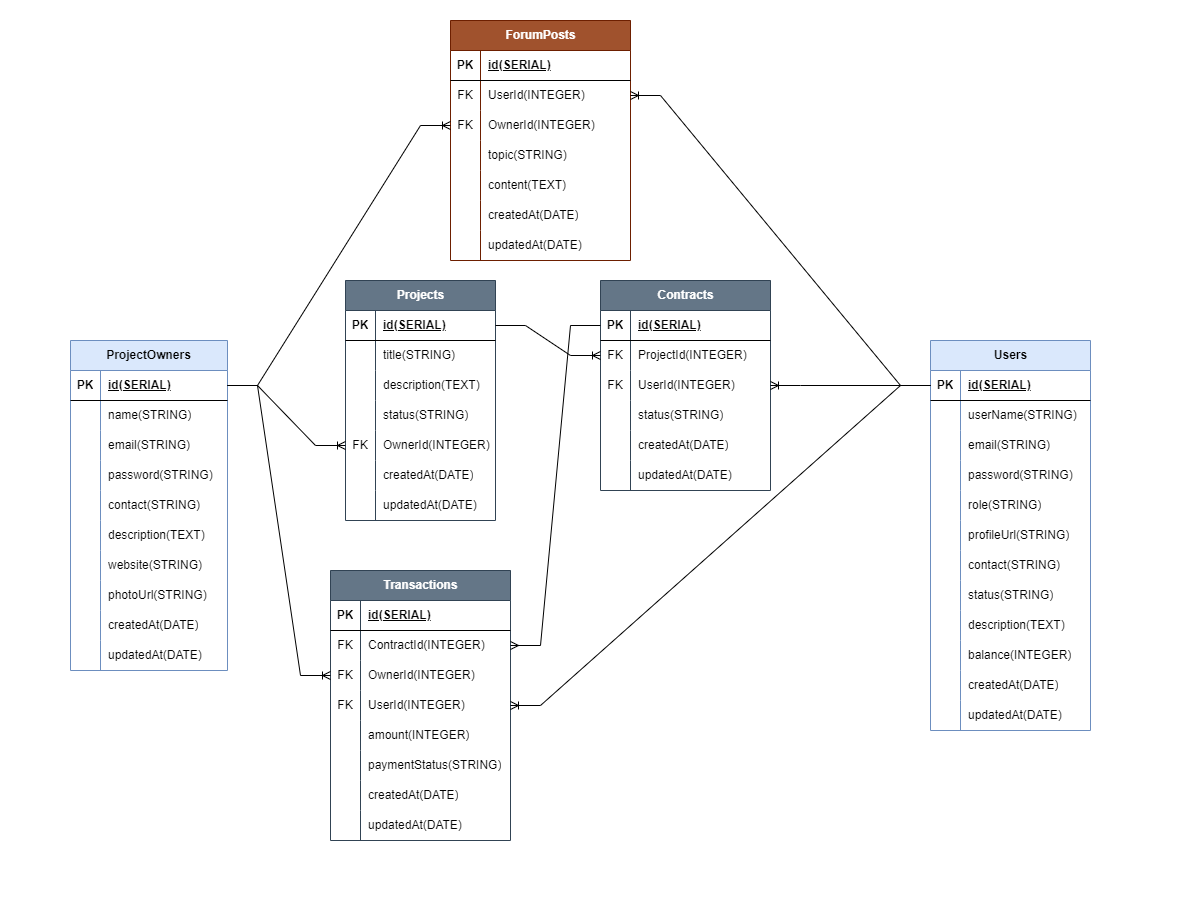 ForumPosts
PK id(SERIAL)
FK UserId(INTEGER)
FK OwnerId(INTEGER)
topic(STRING)
content(TEXT)
createdAt(DATE)
updatedAt(DATE)
Projects
PK id(SERIAL)
title(STRING)
description(TEXT)
status(STRING)
FK OwnerId(INTEGER)
createdAt(DATE)
updatedAt(DATE)
Contracts
PK id(SERIAL)
FK ProjectId(INTEGER)
FK UserId(INTEGER)
status(STRING)
createdAt(DATE)
updatedAt(DATE)
ProjectOwners
PK id(SERIAL)
name(STRING)
email(STRING)
password(STRING)
contact(STRING)
description(TEXT)
website(STRING)
photoUrl(STRING)
createdAt(DATE)
updatedAt(DATE)
Users
PK id(SERIAL)
userName(STRING)
email(STRING)
password(STRING)
role(STRING)
profileUrl(STRING)
contact(STRING)
status(STRING)
description(TEXT)
balance(INTEGER)
createdAt(DATE)
updatedAt(DATE)
Transactions
PK id(SERIAL)
FK ContractId(INTEGER)
FK OwnerId(INTEGER)
FK UserId(INTEGER)
amount(INTEGER)
paymentStatus(STRING)
createdAt(DATE)
updatedAt(DATE)